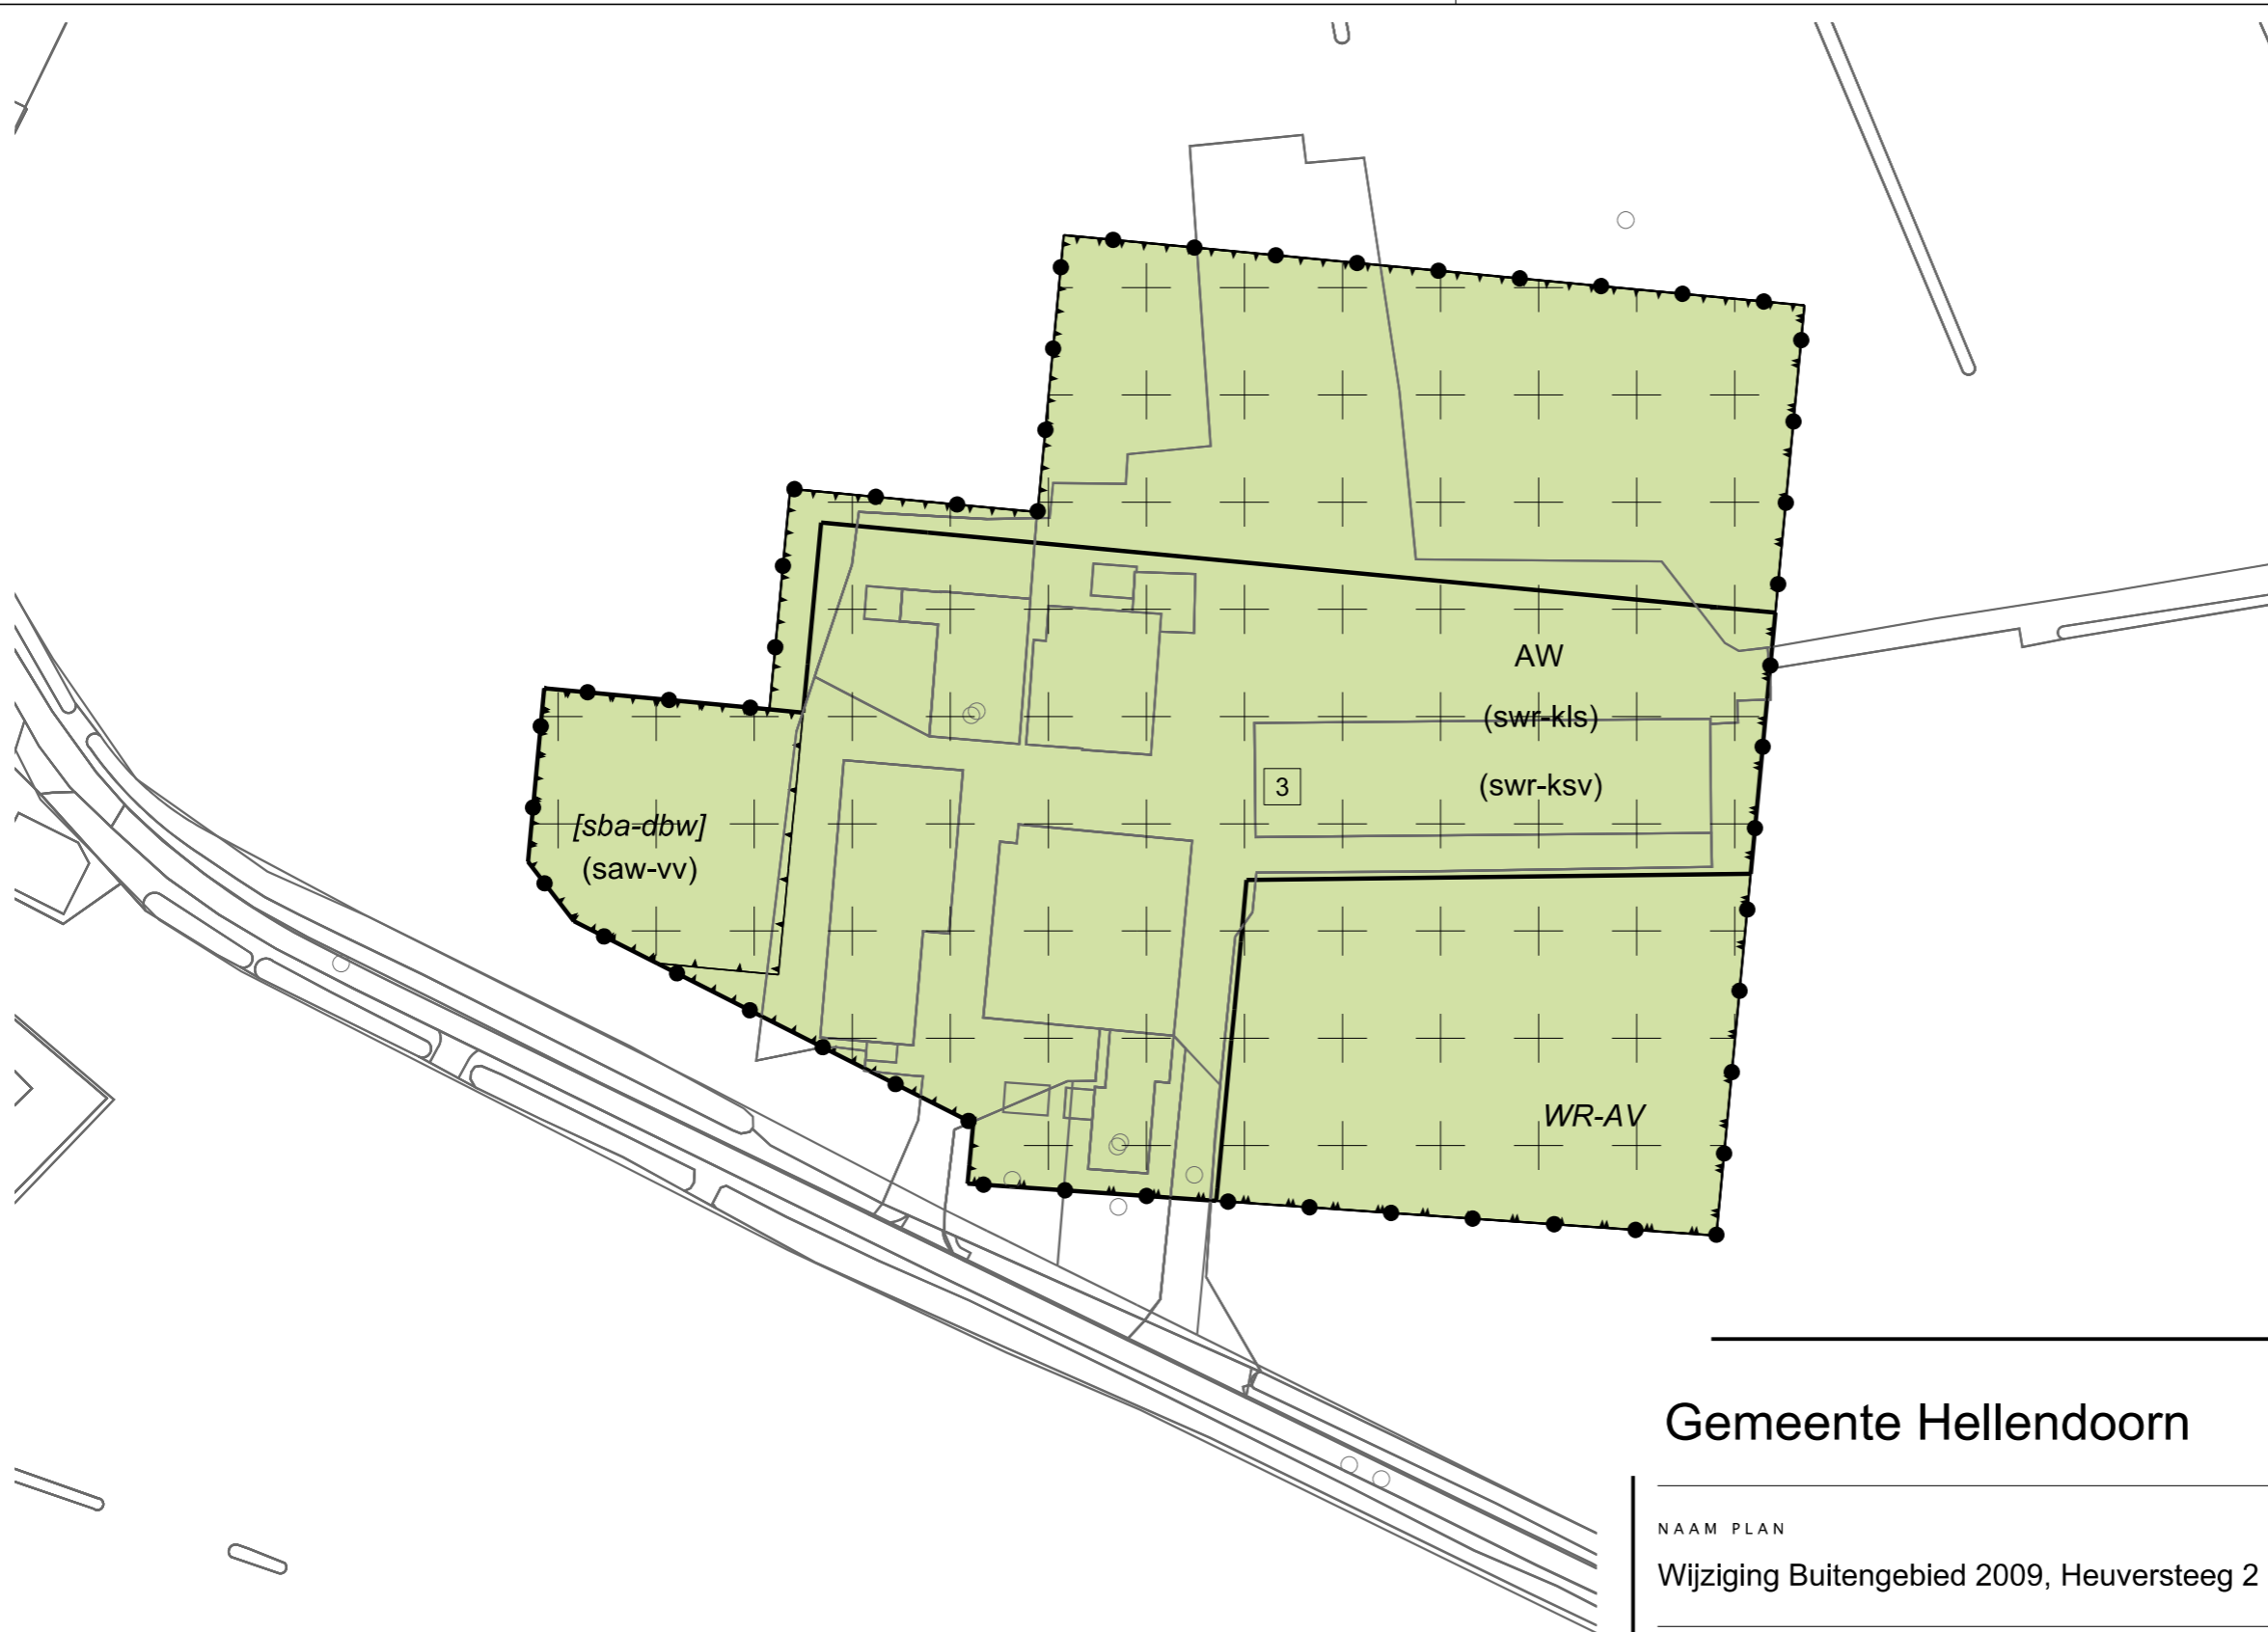 AW
(swr-kls)
(swr-ksv)
3
[sba-dbw]
(saw-vv)
WR-AV
Gemeente Hellendoorn
NAAM PLAN
Wijziging Buitengebied 2009, Heuversteeg 2